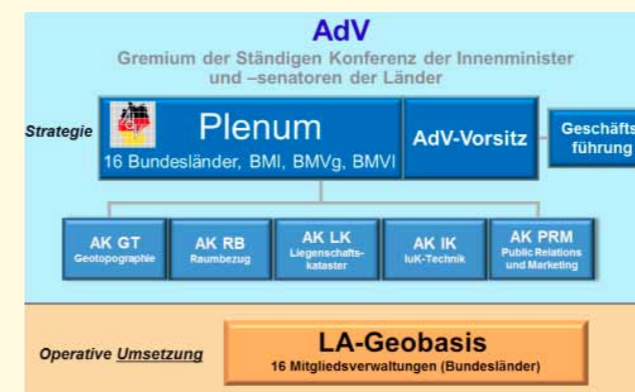 AdV
Gremium der Ständigen Konferenz der Innenminister
und –senatoren der Länder
Strategie
Plenum
16 Bundesländer, BMI, BMVg, BMVI
AdV-Vorsitz
Geschäfts
führung
AK GT
Geotopographie
AK RB
Raumbezug
AK LK
Liegenschafts-
kataster
AK IK
IuK-Technik
AK PRM
Public Relations
und Marketing
Operative Umsetzung
LA-Geobasis
16 Mitgliedsverwaltungen (Bundesländer)